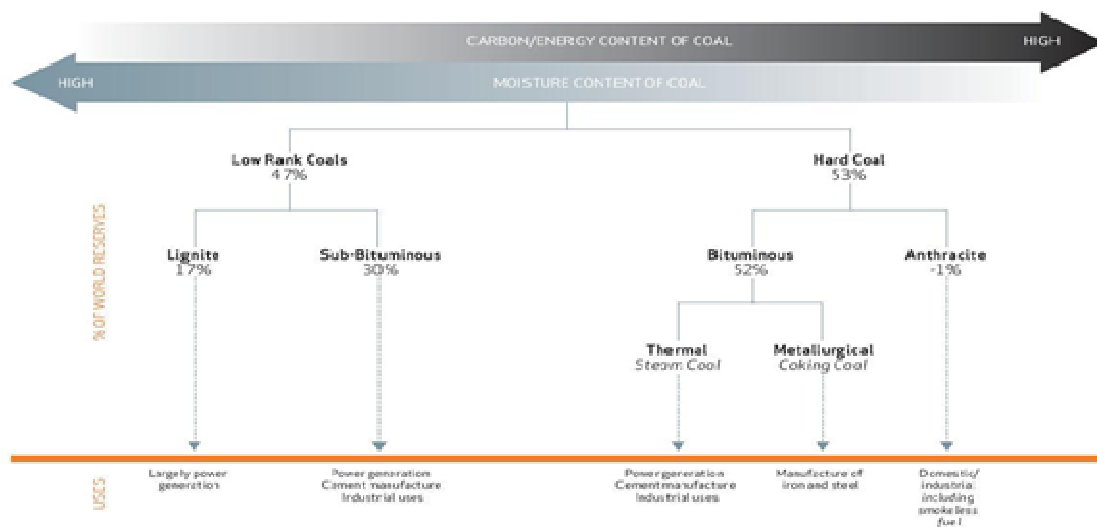 CARBON/ENERGY CONTENT OF COAL
HIGH
HIGH
MOISTURE CONTENT OF COAL
Low Rank Coals
47%
Hard Coal
53%
% OF WORLD RESERVES
Lignite
17%
Sub-Bituminous
30%
Bituminous
52%
Anthracite
-1%
Thermal
Steam Coal
Metallurgical
Coking Coal
USES
Largely power
generation
Power generation
Cement manufacture
Industrial uses
Power generation
Cement manufacture
Industrial uses
Manufacture of
iron and steel
Domestic/
industrial
including
smokeless
fuel